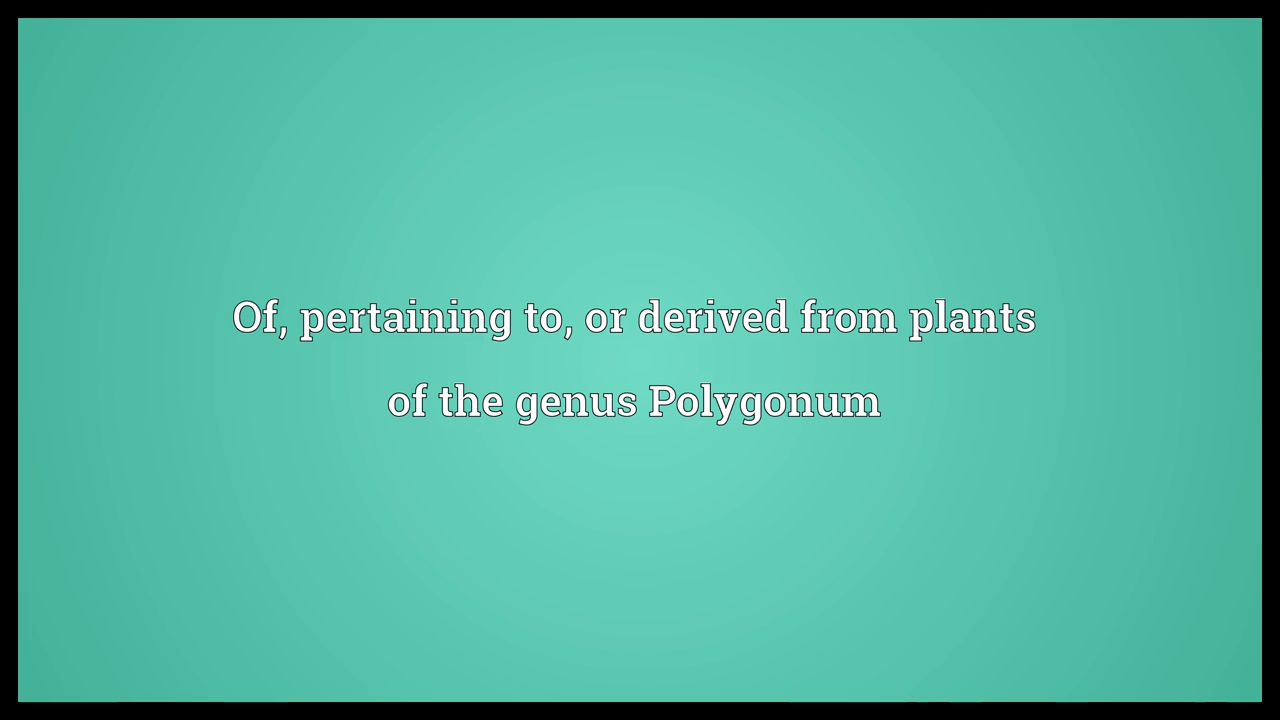 Of, pertaining to, or derived from plants
of the genus Polygonum